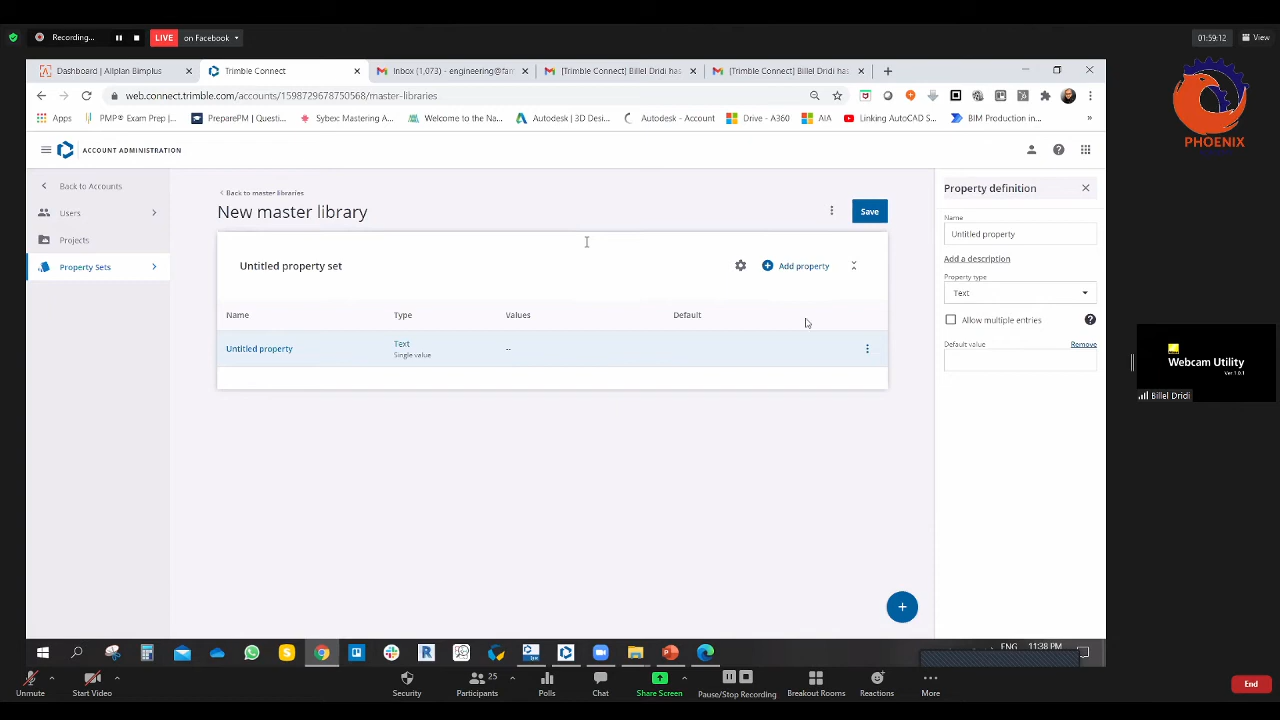 Recording...
LIVE on Facebook
01:59:12 View
Dashboard | Allplan Bimplus
Trimble Connect
Inbox (1,073) - engineering@far
[Trimble Connect] Billel Dridi has
[Trimble Connect] Billel Dridi has
web.connect.trimble.com/accounts/1598729678750568/master-libraries
Apps
PMP® Exam Prep |...
PreparePM | Questi...
Sybex: Mastering A...
Welcome to the Na...
Autodesk | 3D Desi...
Autodesk - Account
Drive - A360
AIA
Linking AutoCAD S...
BIM Production in...
PHOENIX
ACCOUNT ADMINISTRATION
Back to Accounts
Users
Projects
Property Sets
Back to master libraries
New master library
Save
Untitled property set
Add property
Name Type Values Default
Untitled property
Text
Single value
--
Property definition
Name
Untitled property
Add a description
Property type
Text
Allow multiple entries
Default value Remove
Webcam Utility
Ver 1.0.1
Billel Dridi
ENG 11:38 PM
Unmute
Start Video
Security
Participants 25
Polls
Chat
Share Screen
Pause/Stop Recording
Breakout Rooms
Reactions
More
End